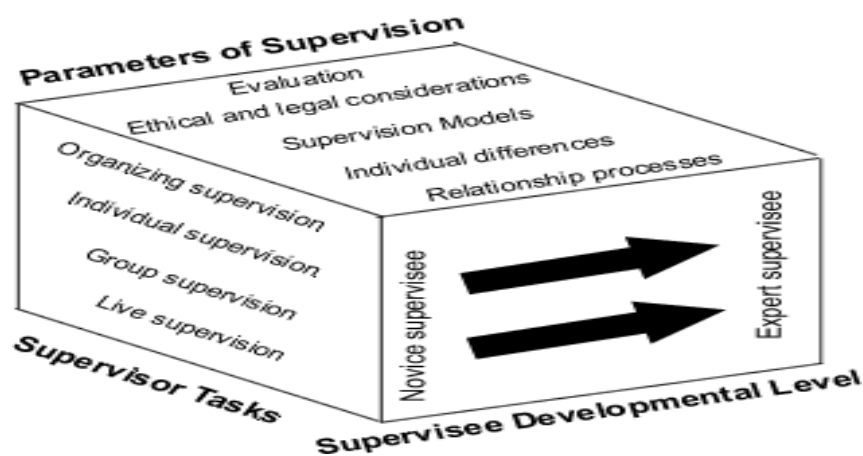 Parameters of Supervision
Evaluation
Ethical and legal considerations
Supervision Models
Individual differences
Relationship processes
Organizing supervision
Individual supervision
Group supervision
Live supervision
Supervisor Tasks
Novice supervisee
Expert supervisee
Supervisee Developmental Level